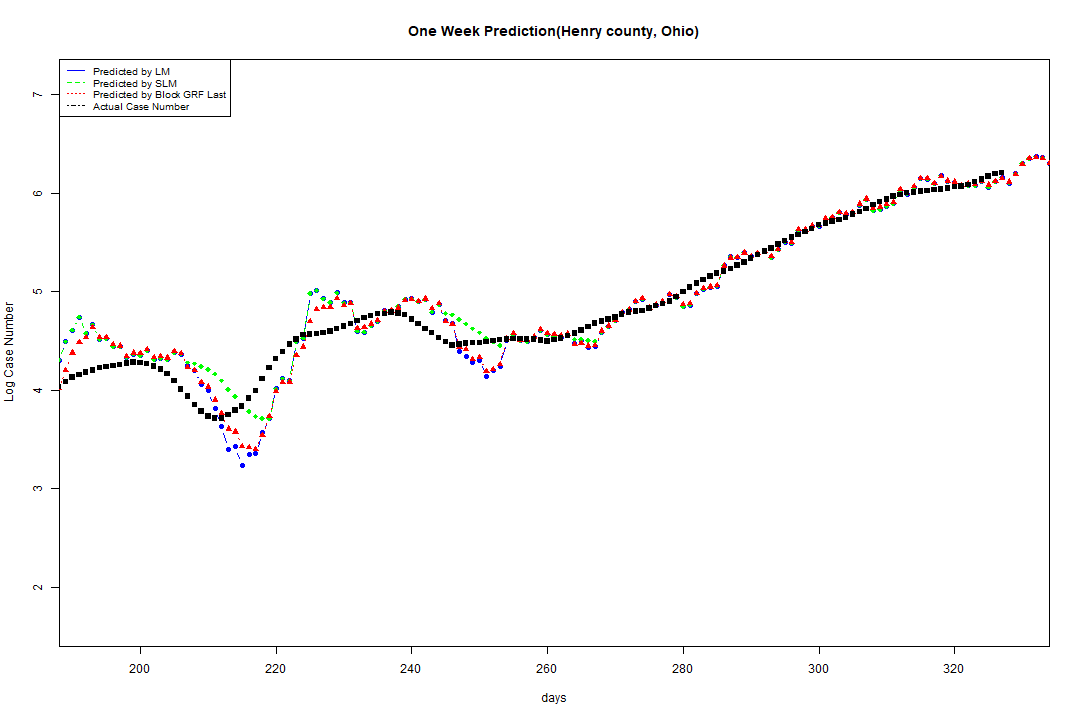 One Week Prediction(Henry county, Ohio)
Predicted by LM
Predicted by SLM
Predicted by Block GRF Last
Actual Case Number
7
6
5
4
3
2
Log Case Number
200 220 240 260 280 300 320
days